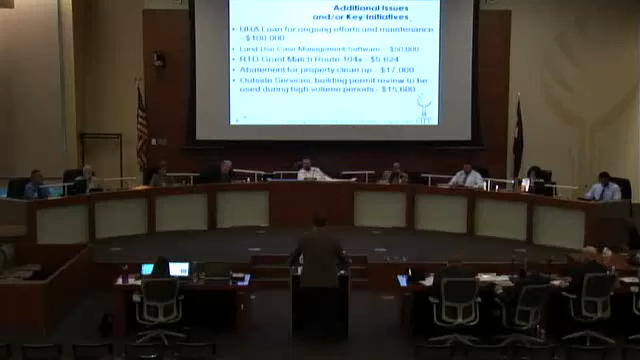 Additional Issues
and/or Key Initiatives
• URA Loan for ongoing efforts and maintenance
- $100,000
• Land Use Case Management Software - $50,000
• RTD Grant Match Route 104x - $5,624
• Abatement for property clean up - $17,000
• Outside Services, building permit review to be
used during high volume periods - $15,600